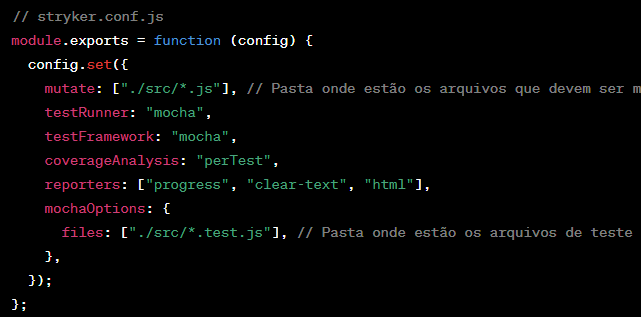 // stryker.conf.js
module.exports = function (config) {
  config.set({
    mutate: ["./src/*.js"], // Pasta onde estão os arquivos que devem ser
    testRunner: "mocha",
    testFramework: "mocha",
    coverageAnalysis: "perTest",
    reporters: ["progress", "clear-text", "html"],
    mochaOptions: {
      files: ["./src/*.test.js"], // Pasta onde estão os arquivos de teste
    },
  });
};